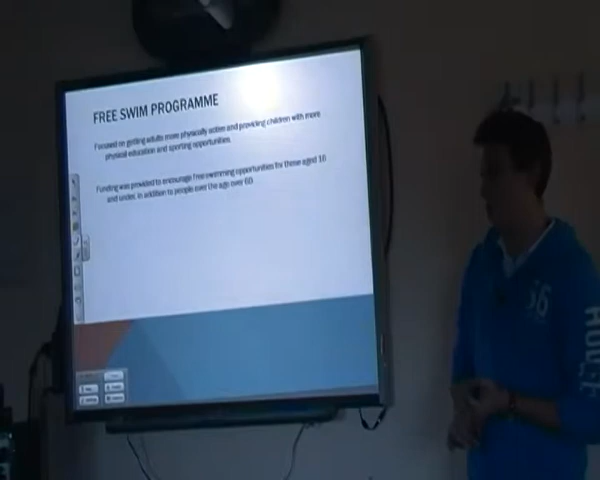 FREE SWIM PROGRAMME
Focused on getting adults more physically active and providing children with more
physical education and sporting opportunities.
Funding was provided to encourage free swimming opportunities for those aged 16
and under, in addition to people over the age over 60